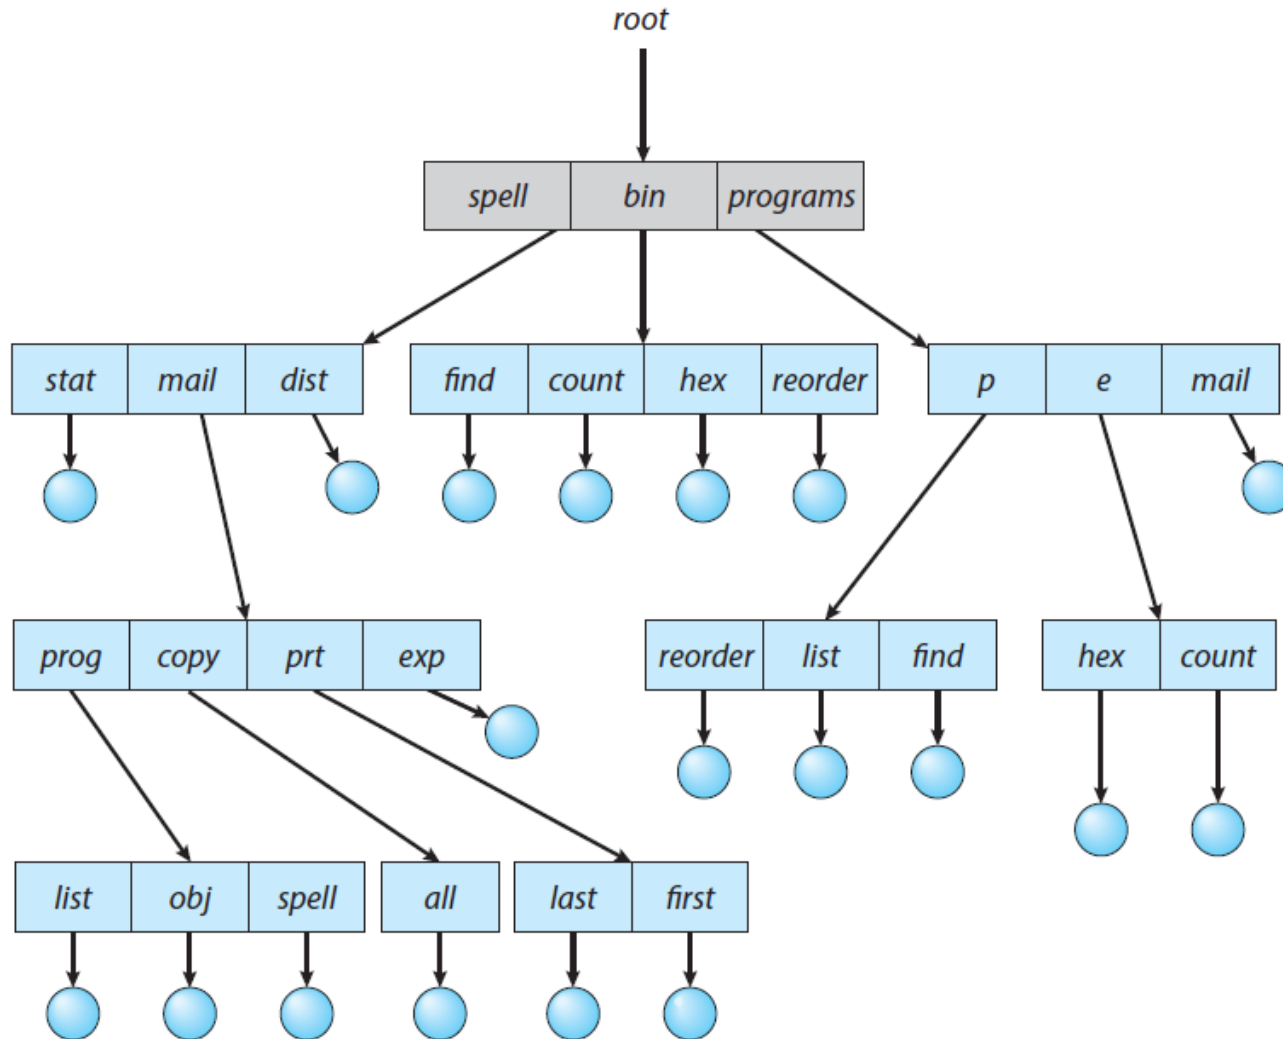 root
spell bin programs
stat mail dist find count hex reorder p e mail
prog copy prt exp reorder list find hex count
list obj spell all last first